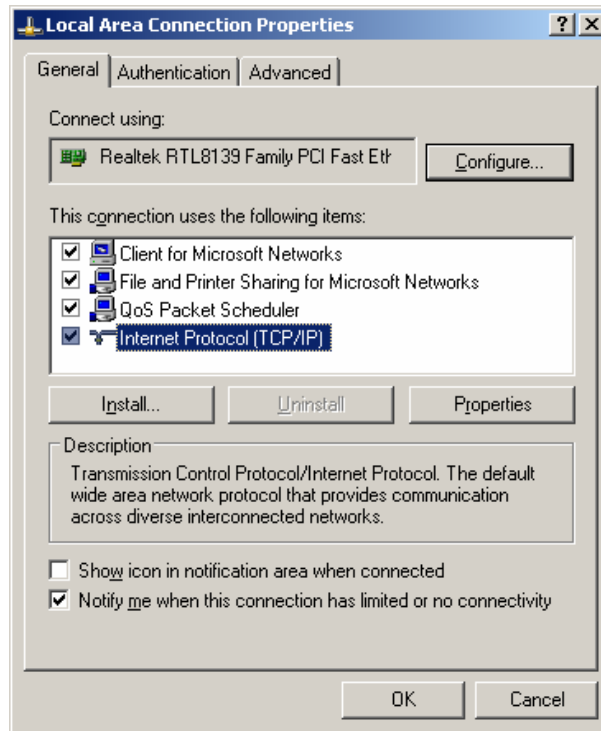 Local Area Connection Properties
General Authentication Advanced
Connect using:
Realtek RTL8139 Family PCI Fast Eth
Configure...
This connection uses the following items:
Client for Microsoft Networks
File and Printer Sharing for Microsoft Networks
QoS Packet Scheduler
Internet Protocol (TCP/IP)
Install... Uninstall Properties
Description
Transmission Control Protocol/Internet Protocol. The default
wide area network protocol that provides communication
across diverse interconnected networks.
Show icon in notification area when connected
Notify me when this connection has limited or no connectivity
OK Cancel